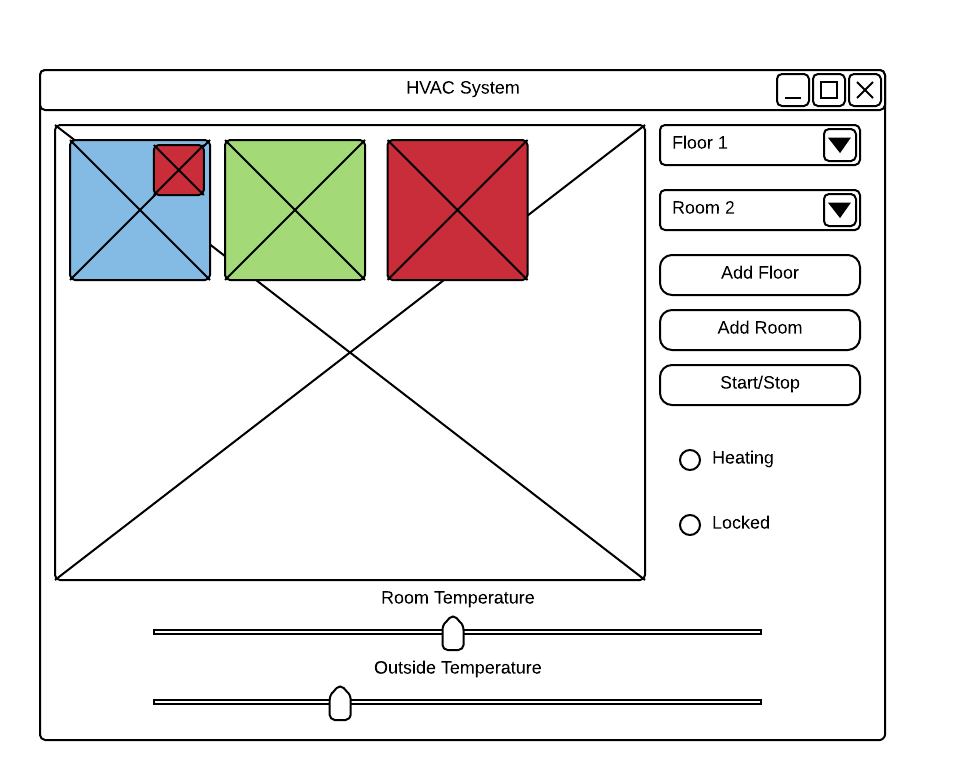 HVAC System
Floor 1
Room 2
Add Floor
Add Room
Start/Stop
Heating
Locked
Room Temperature
Outside Temperature